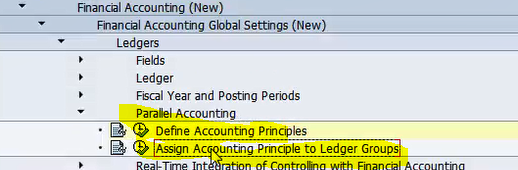 Financial Accounting (New)
Financial Accounting Global Settings (New)
Ledgers
Fields
Ledger
Fiscal Year and Posting Periods
Parallel Accounting
Define Accounting Principles
Assign Accounting Principle to Ledger Groups
Real-Time Integration of Controlling with Financial Accounting